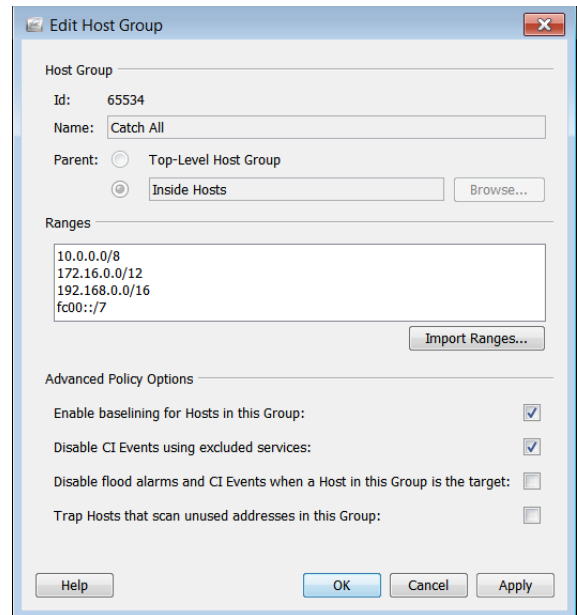 Edit Host Group
Host Group
Id: 65534
Name: Catch All
Parent: Top-Level Host Group
Inside Hosts Browse...
Ranges
10.0.0.0/8
172.16.0.0/12
192.168.0.0/16
fc00::/7
Import Ranges...
Advanced Policy Options
Enable baselining for Hosts in this Group:
Disable CI Events using excluded services:
Disable flood alarms and CI Events when a Host in this Group is the target:
Trap Hosts that scan unused addresses in this Group:
Help OK Cancel Apply